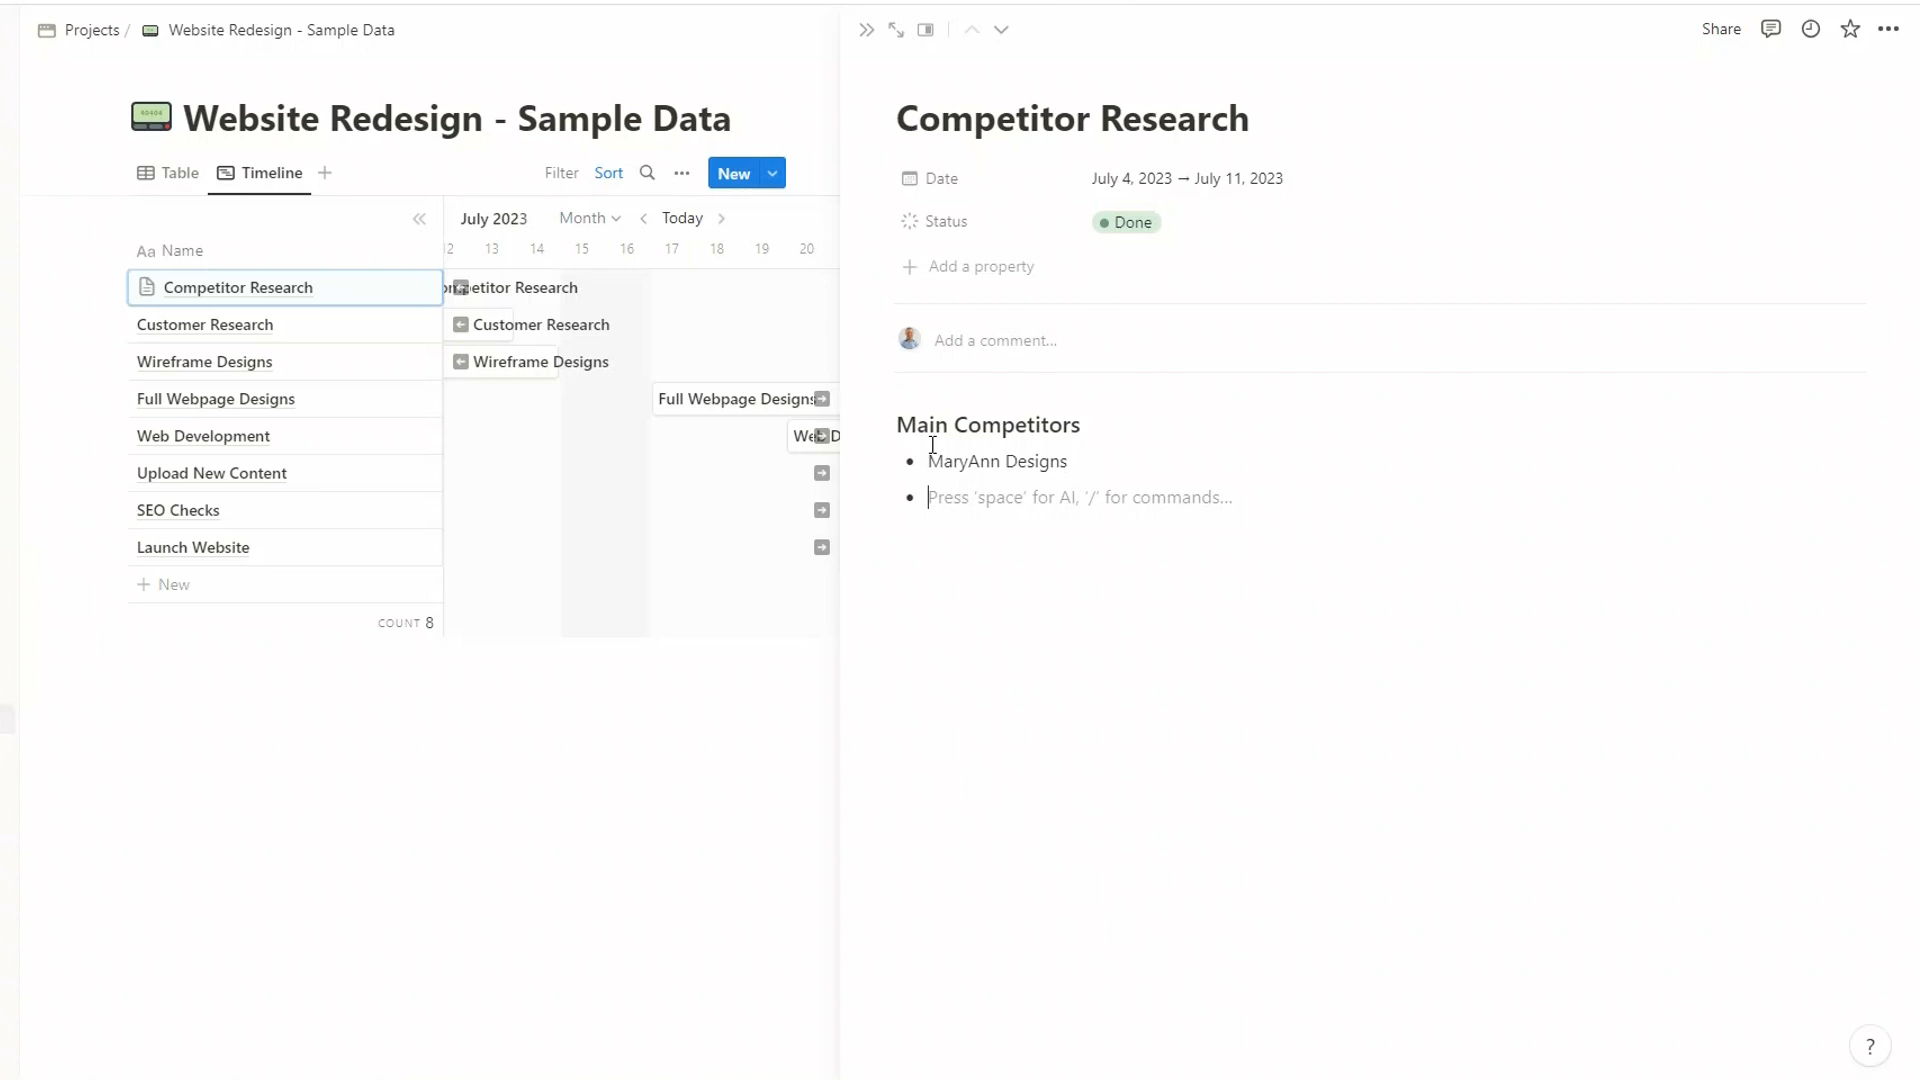 Projects / Website Redesign - Sample Data
Share
Website Redesign - Sample Data
Table Timeline
Filter Sort New
July 2023 Month Today
13 14 15 16 17 18 19 20
Aa Name
Competitor Research
Customer Research
Wireframe Designs
Full Webpage Designs
Web Development
Upload New Content
SEO Checks
Launch Website
New
COUNT 8
Customer Research
Wireframe Designs
Full Webpage Designs
Competitor Research
Date July 4, 2023 → July 11, 2023
Status Done
Add a property
Add a comment...
Main Competitors
• MaryAnn Designs
• Press ‘space’ for AI, ‘/’ for commands...
?